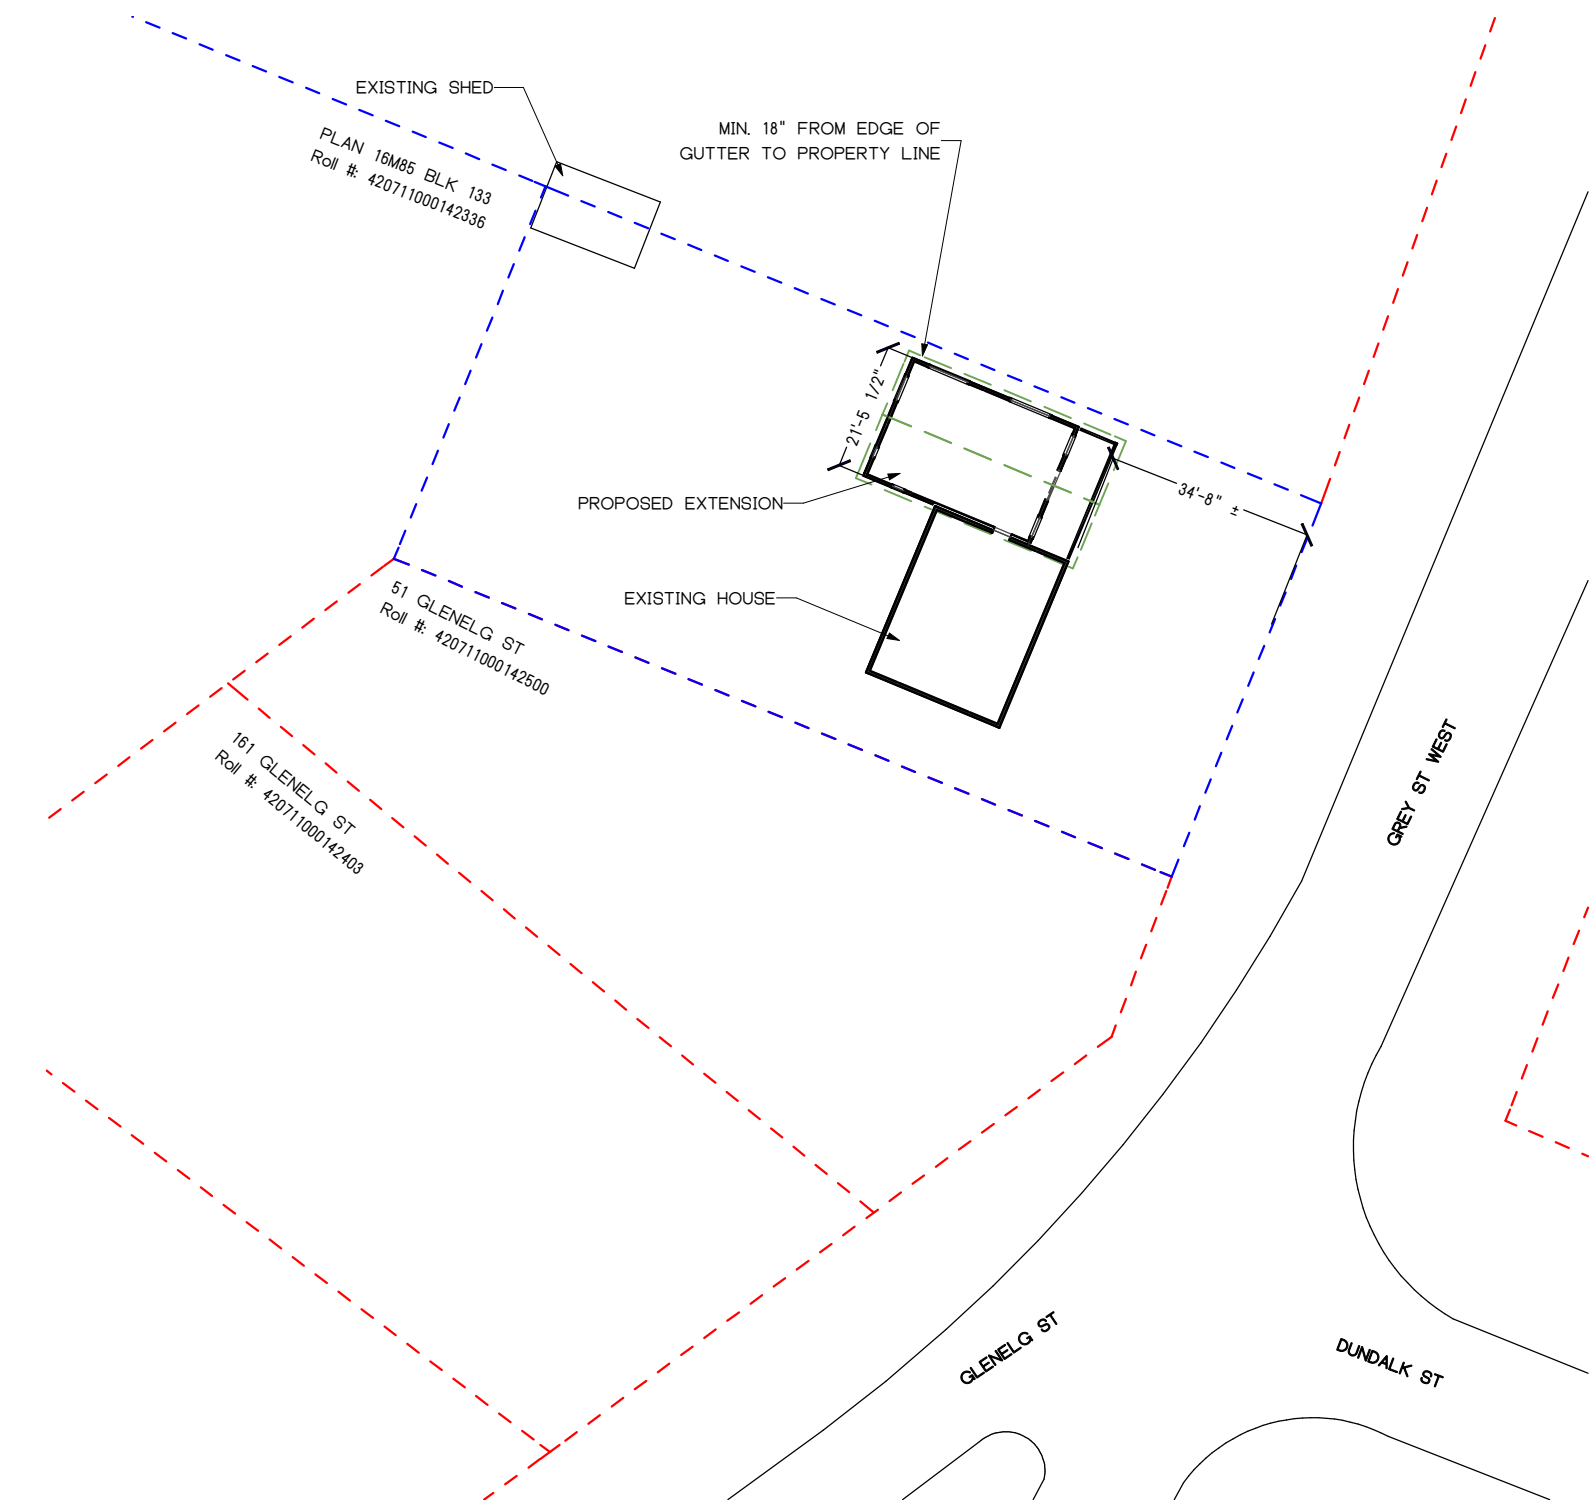 EXISTING SHED
MIN. 18" FROM EDGE OF
GUTTER TO PROPERTY LINE
PLAN 16M85 BLK 133
Roll #: 420711000142336
21'-5 1/2"
34'-8" ±
PROPOSED EXTENSION
EXISTING HOUSE
51 GLENELG ST
Roll #: 420711000142500
161 GLENELG ST
Roll #: 420711000142403
GREY ST WEST
GLENELG ST
DUNDALK ST